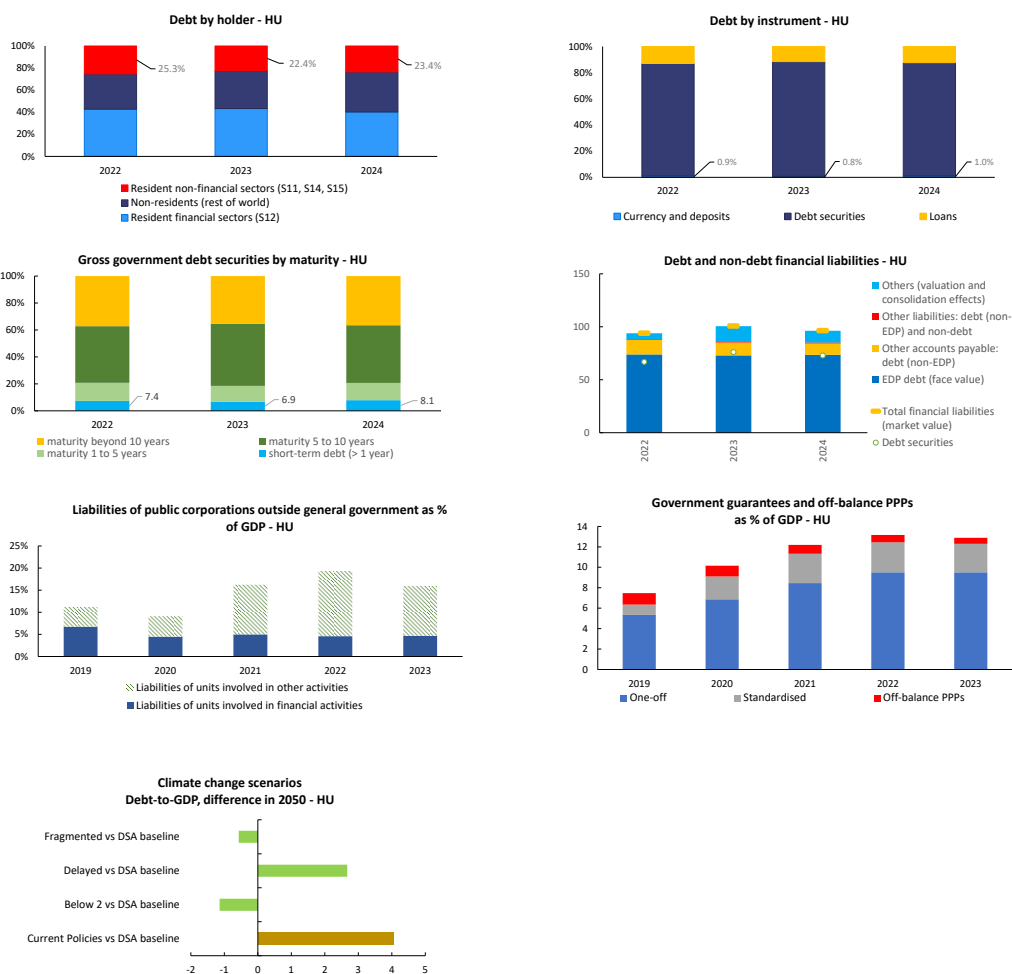 Debt by holder - HU
100%
80%
60%
40%
20%
0%
25.3%
22.4%
23.4%
2022
2023
2024
Resident non-financial sectors (S11, S14, S15)
Non-residents (rest of world)
Resident financial sectors (S12)
Debt by instrument - HU
100%
80%
60%
40%
20%
0%
0.9%
0.8%
1.0%
2022
2023
2024
Currency and deposits
Debt securities
Loans
Gross government debt securities by maturity - HU
100%
80%
60%
40%
20%
0%
7.4
6.9
8.1
2022
2023
2024
maturity beyond 10 years
maturity 5 to 10 years
maturity 1 to 5 years
short-term debt (> 1 year)
Debt and non-debt financial liabilities - HU
150
100
50
0
2022
2023
2024
Others (valuation and
consolidation effects)
Other liabilities: debt (non-
EDP) and non-debt
Other accounts payable:
debt (non-EDP)
EDP debt (face value)
Total financial liabilities
(market value)
Debt securities
Liabilities of public corporations outside general government as %
of GDP - HU
25%
20%
15%
10%
5%
0%
2019
2020
2021
2022
2023
Liabilities of units involved in other activities
Liabilities of units involved in financial activities
Government guarantees and off-balance PPPs
as % of GDP - HU
14
12
10
8
6
4
2
0
2019
2020
2021
2022
2023
One-off
Standardised
Off-balance PPPs
Climate change scenarios
Debt-to-GDP, difference in 2050 - HU
Fragmented vs DSA baseline
Delayed vs DSA baseline
Below 2 vs DSA baseline
Current Policies vs DSA baseline
-2
-1
0
1
2
3
4
5